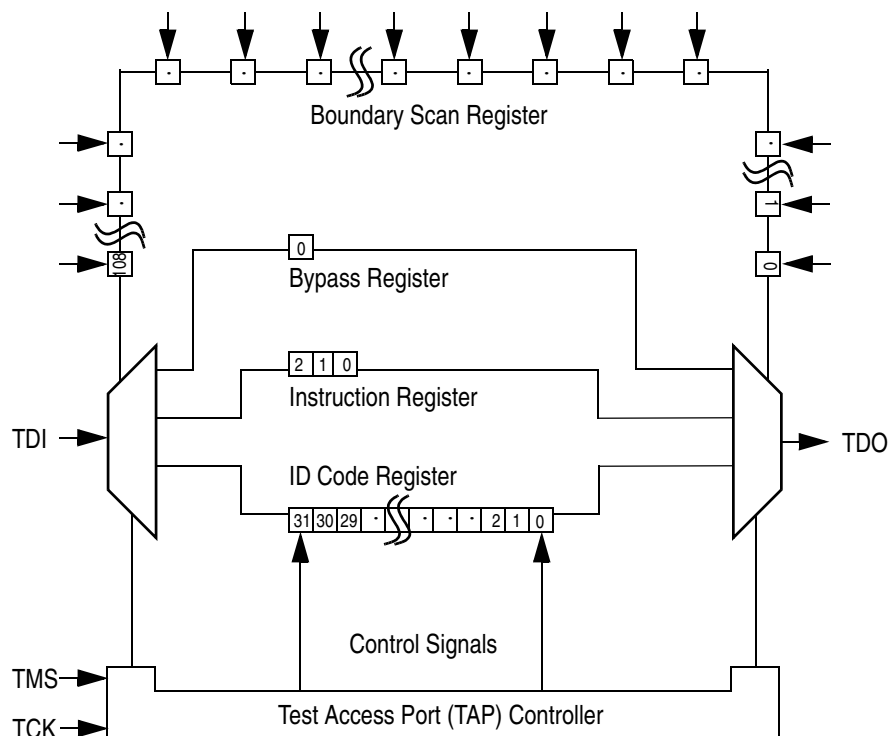 · · · · · · · ·
Boundary Scan Register
· ·
· 1
108 0
0
Bypass Register
2 1 0
Instruction Register
TDI TDO
ID Code Register
31 30 29 · · · · 2 1 0
Control Signals
TMS
Test Access Port (TAP) Controller
TCK